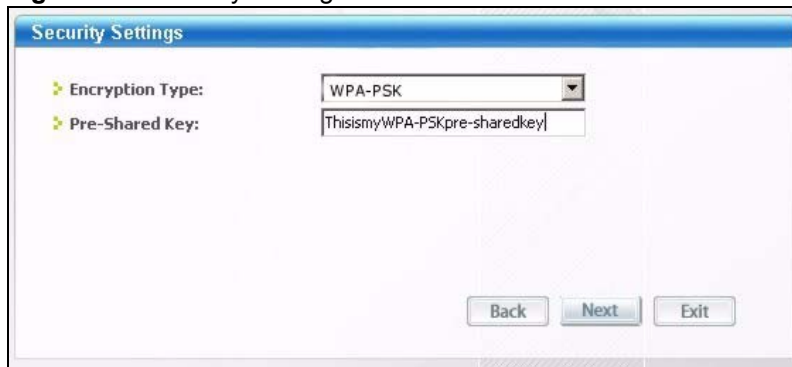 Security Settings
Encryption Type: WPA-PSK
Pre-Shared Key: ThisismyWPA-PSKpre-sharedkey
Back Next Exit